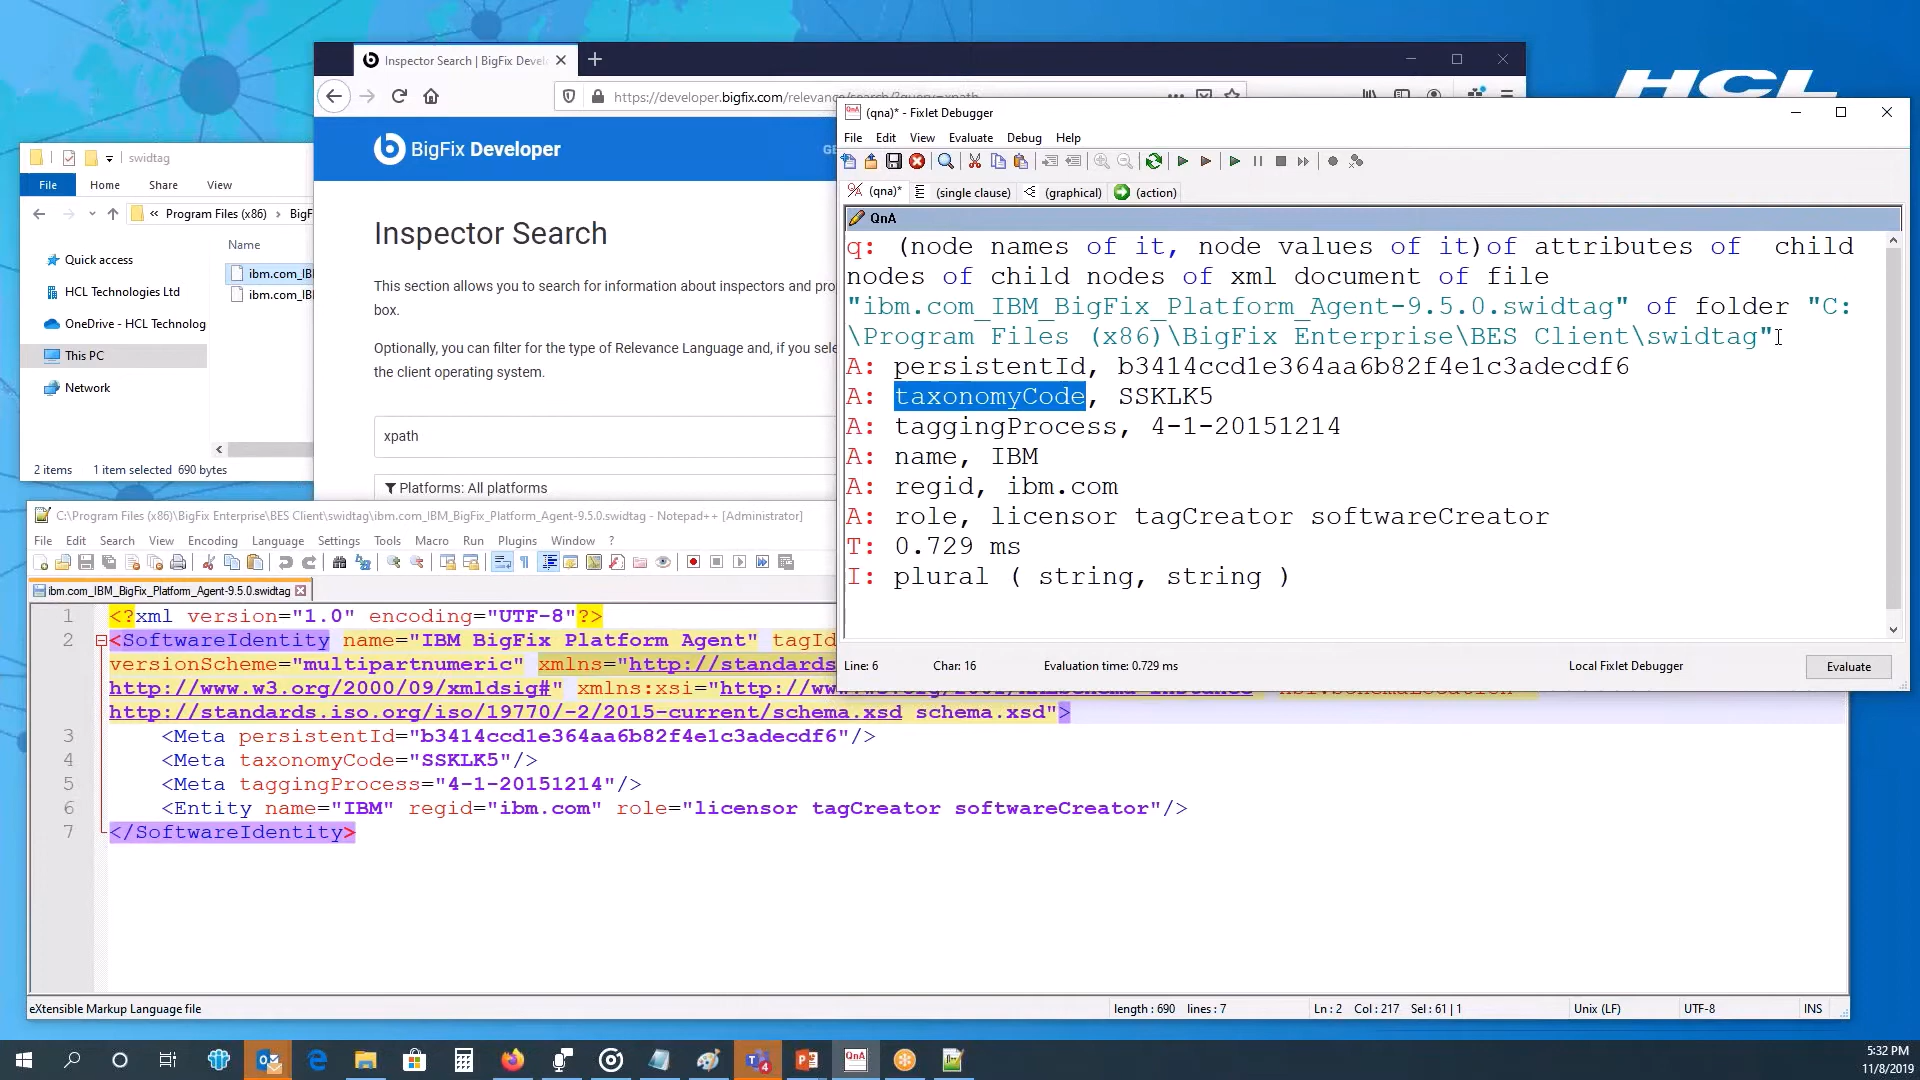 HCL
Inspector Search | BigFix Devel
https://developer.bigfix.com/relevance/search/?query=xpath
BigFix Developer
Inspector Search
This section allows you to search for information about inspectors and pro
box.
Optionally, you can filter for the type of Relevance Language and, if you sele
the client operating system.
xpath
Platforms: All platforms
swidtag
File Home Share View
« Program Files (x86) › BigF
Name
Quick access
HCL Technologies Ltd
OneDrive - HCL Technolog
This PC
Network
ibm.com_IB
ibm.com_IB
2 items 1 item selected 690 bytes
(qna)* - Fixlet Debugger
File Edit View Evaluate Debug Help
(qna)* (single clause) (graphical) (action)
QnA
q: (node names of it, node values of it)of attributes of  child
nodes of child nodes of xml document of file
"ibm.com_IBM_BigFix_Platform_Agent-9.5.0.swidtag" of folder "C:
\Program Files (x86)\BigFix Enterprise\BES Client\swidtag"
A: persistentId, b3414ccd1e364aa6b82f4e1c3adecdf6
A: taxonomyCode, SSKLK5
A: taggingProcess, 4-1-20151214
A: name, IBM
A: regid, ibm.com
A: role, licensor tagCreator softwareCreator
T: 0.729 ms
I: plural ( string, string )
Line: 6 Char: 16 Evaluation time: 0.729 ms Local Fixlet Debugger Evaluate
C:\Program Files (x86)\BigFix Enterprise\BES Client\swidtag\ibm.com_IBM_BigFix_Platform_Agent-9.5.0.swidtag - Notepad++ [Administrator]
File Edit Search View Encoding Language Settings Tools Macro Run Plugins Window ?
ibm.com_IBM_BigFix_Platform_Agent-9.5.0.swidtag
1 <?xml version="1.0" encoding="UTF-8"?>
2 <SoftwareIdentity name="IBM BigFix Platform Agent" tagId
versionScheme="multipartnumeric" xmlns="http://standards
http://www.w3.org/2000/09/xmldsig#" xmlns:xsi="http://ww
http://standards.iso.org/iso/19770/-2/2015-current/schema.xsd schema.xsd">
3 <Meta persistentId="b3414ccd1e364aa6b82f4e1c3adecdf6"/>
4 <Meta taxonomyCode="SSKLK5"/>
5 <Meta taggingProcess="4-1-20151214"/>
6 <Entity name="IBM" regid="ibm.com" role="licensor tagCreator softwareCreator"/>
7 </SoftwareIdentity>
eXtensible Markup Language file length : 690 lines : 7 Ln : 2 Col : 217 Sel : 61 | 1 Unix (LF) UTF-8 INS
QnA
4
5:32 PM
11/8/2019